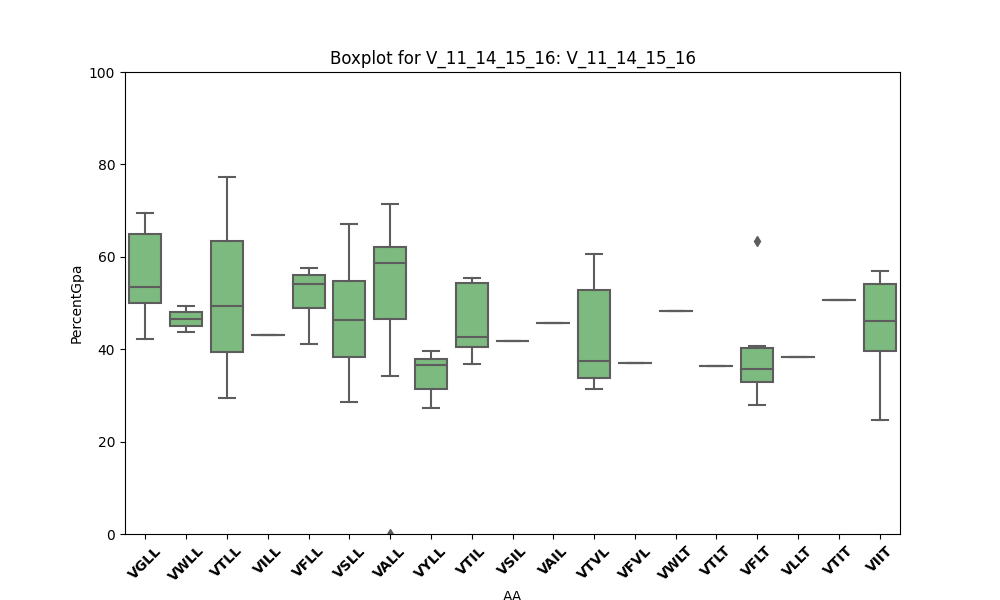 Boxplot for V_11_14_15_16: V_11_14_15_16
100
80
60
40
20
0
PercentGpa
VGLL VWLL VTLL VILL VFLL VSLL VALL VYLL VTIL VSIL VAIL VTVL VFVL VWLT VTLT VFLT VLLT VTIT VIIT
AA